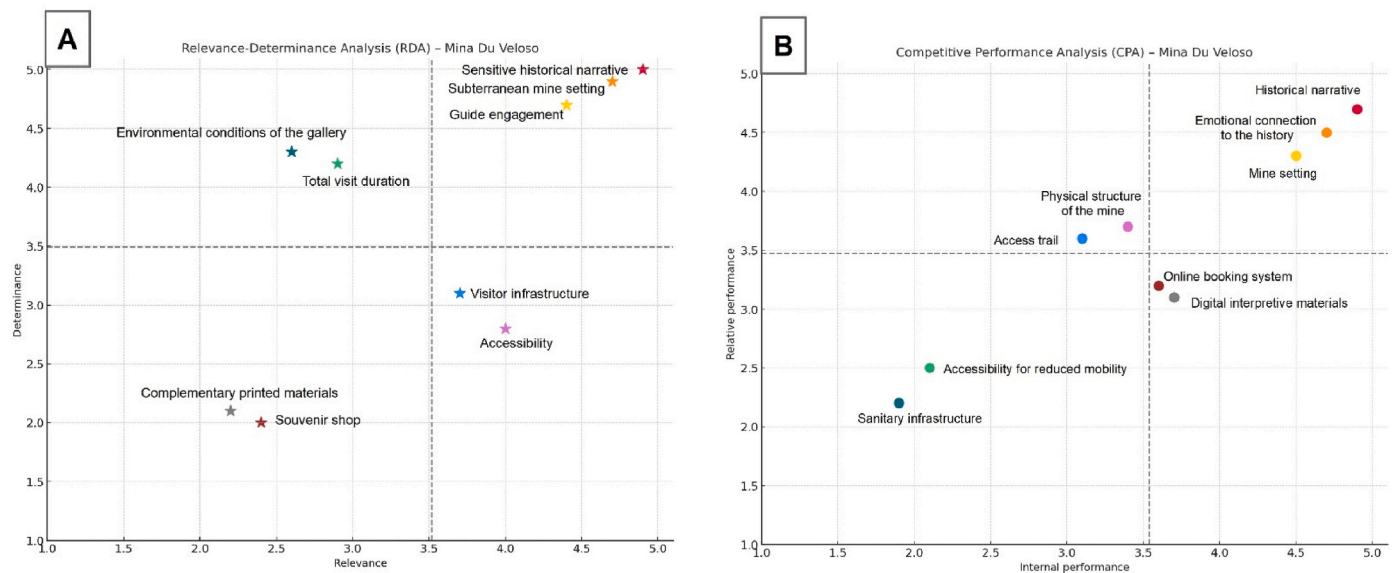 A
Relevance-Determinance Analysis (RDA) – Mina Du Veloso
5.0
4.5
4.0
3.5
3.0
2.5
2.0
1.5
1.0
Determinance
Sensitive historical narrative
Subterranean mine setting
Guide engagement
Environmental conditions of the gallery
Total visit duration
Visitor infrastructure
Accessibility
Complementary printed materials
Souvenir shop
1.0
1.5
2.0
2.5
3.0
3.5
4.0
4.5
5.0
Relevance
B
Competitive Performance Analysis (CPA) – Mina Du Veloso
5.0
4.5
4.0
3.5
3.0
2.5
2.0
1.5
1.0
Relative performance
Historical narrative
Emotional connection
to the history
Mine setting
Physical structure
of the mine
Access trail
Online booking system
Digital interpretive materials
Accessibility for reduced mobility
Sanitary infrastructure
1.0
1.5
2.0
2.5
3.0
3.5
4.0
4.5
5.0
Internal performance